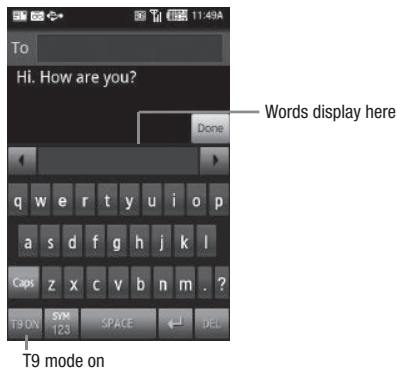 11:49A
To
Hi. How are you?
Words display here
Done
q w e r t y u i o p
a s d f g h j k l
Caps z x c v b n m . ?
T9 ON SYM 123 SPACE DEL
T9 mode on